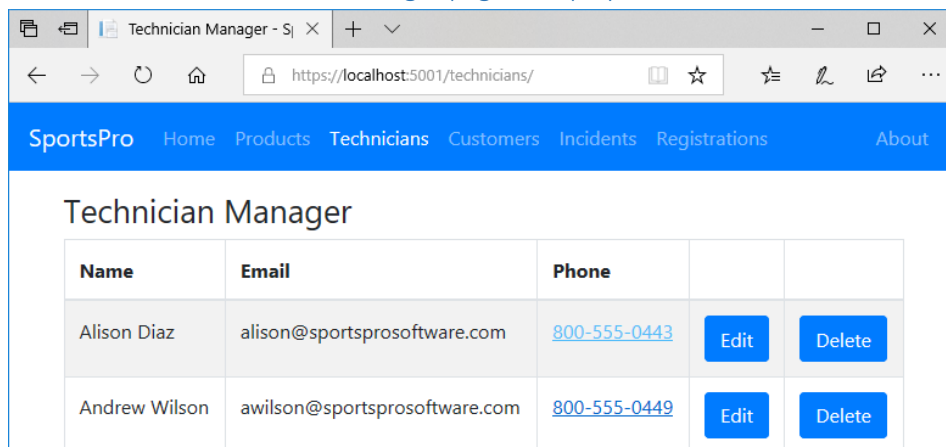 Technician Manager - S
https://localhost:5001/technicians/
SportsPro Home Products Technicians Customers Incidents Registrations About
Technician Manager
Name Email Phone
Alison Diaz alison@sportsprosoftware.com 800-555-0443 Edit Delete
Andrew Wilson awilson@sportsprosoftware.com 800-555-0449 Edit Delete